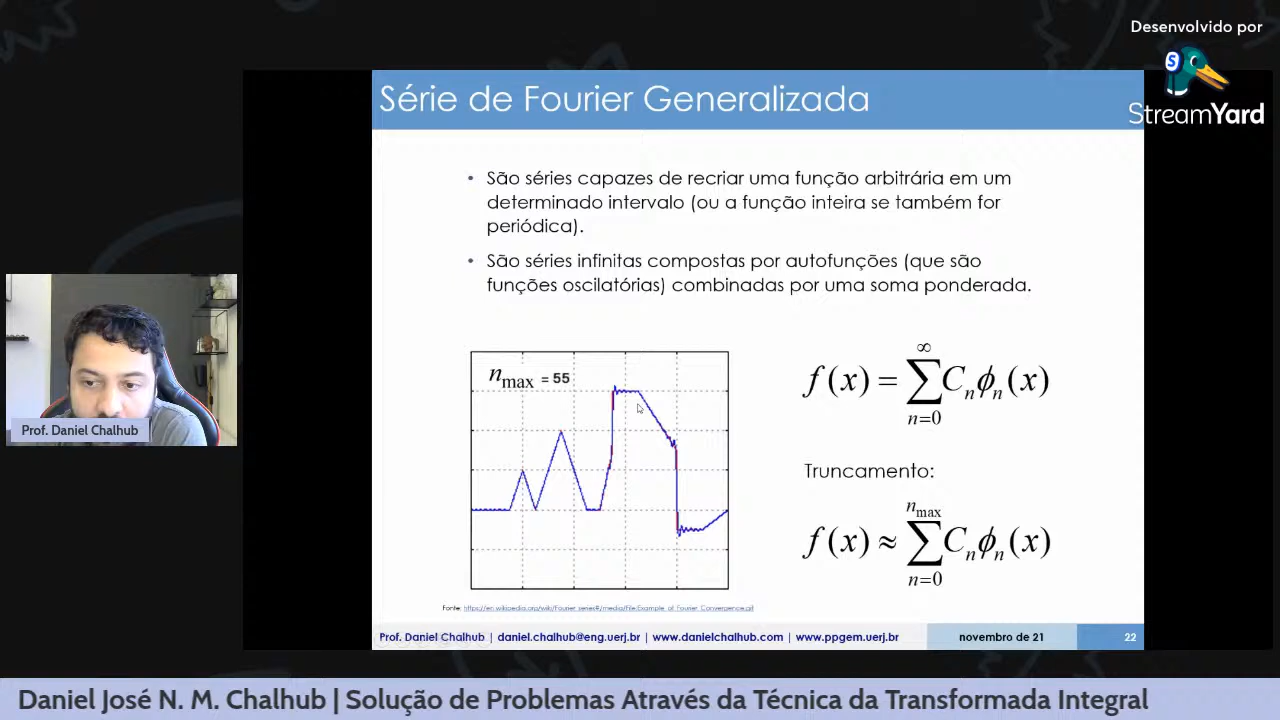 Desenvolvido por
StreamYard
Série de Fourier Generalizada
• São séries capazes de recriar uma função arbitrária em um
determinado intervalo (ou a função inteira se também for
periódica).
• São séries infinitas compostas por autofunções (que são
funções oscilatórias) combinadas por uma soma ponderada.
n_max = 55
f(x) = ∑_{n=0}^{∞} C_n ϕ_n(x)
Truncamento:
f(x) ≈ ∑_{n=0}^{n_max} C_n ϕ_n(x)
Fonte: https://en.wikipedia.org/wiki/Fourier_series#/media/File:Example_of_Fourier_Convergence.gif
Prof. Daniel Chalhub | daniel.chalhub@eng.uerj.br | www.danielchalhub.com | www.ppgem.uerj.br
novembro de 21
22
Prof. Daniel Chalhub
Daniel José N. M. Chalhub | Solução de Problemas Através da Técnica da Transformada Integral